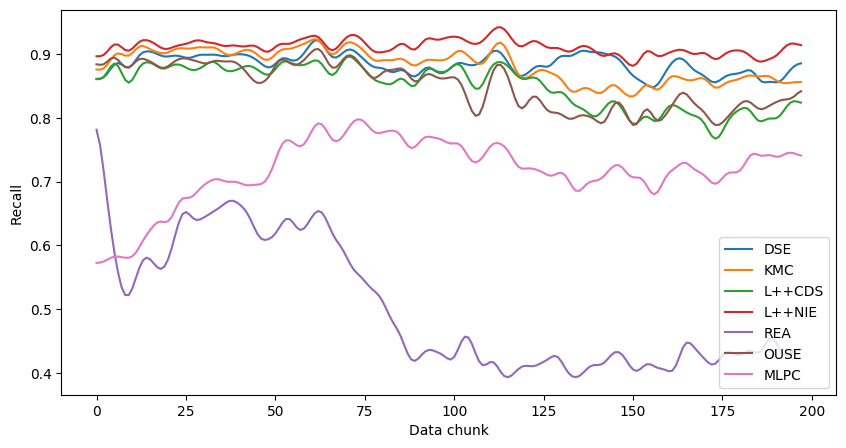 0.9
0.8
0.7
0.6
0.5
0.4
Recall
0 25 50 75 100 125 150 175 200
Data chunk
DSE
KMC
L++CDS
L++NIE
REA
OUSE
MLPC